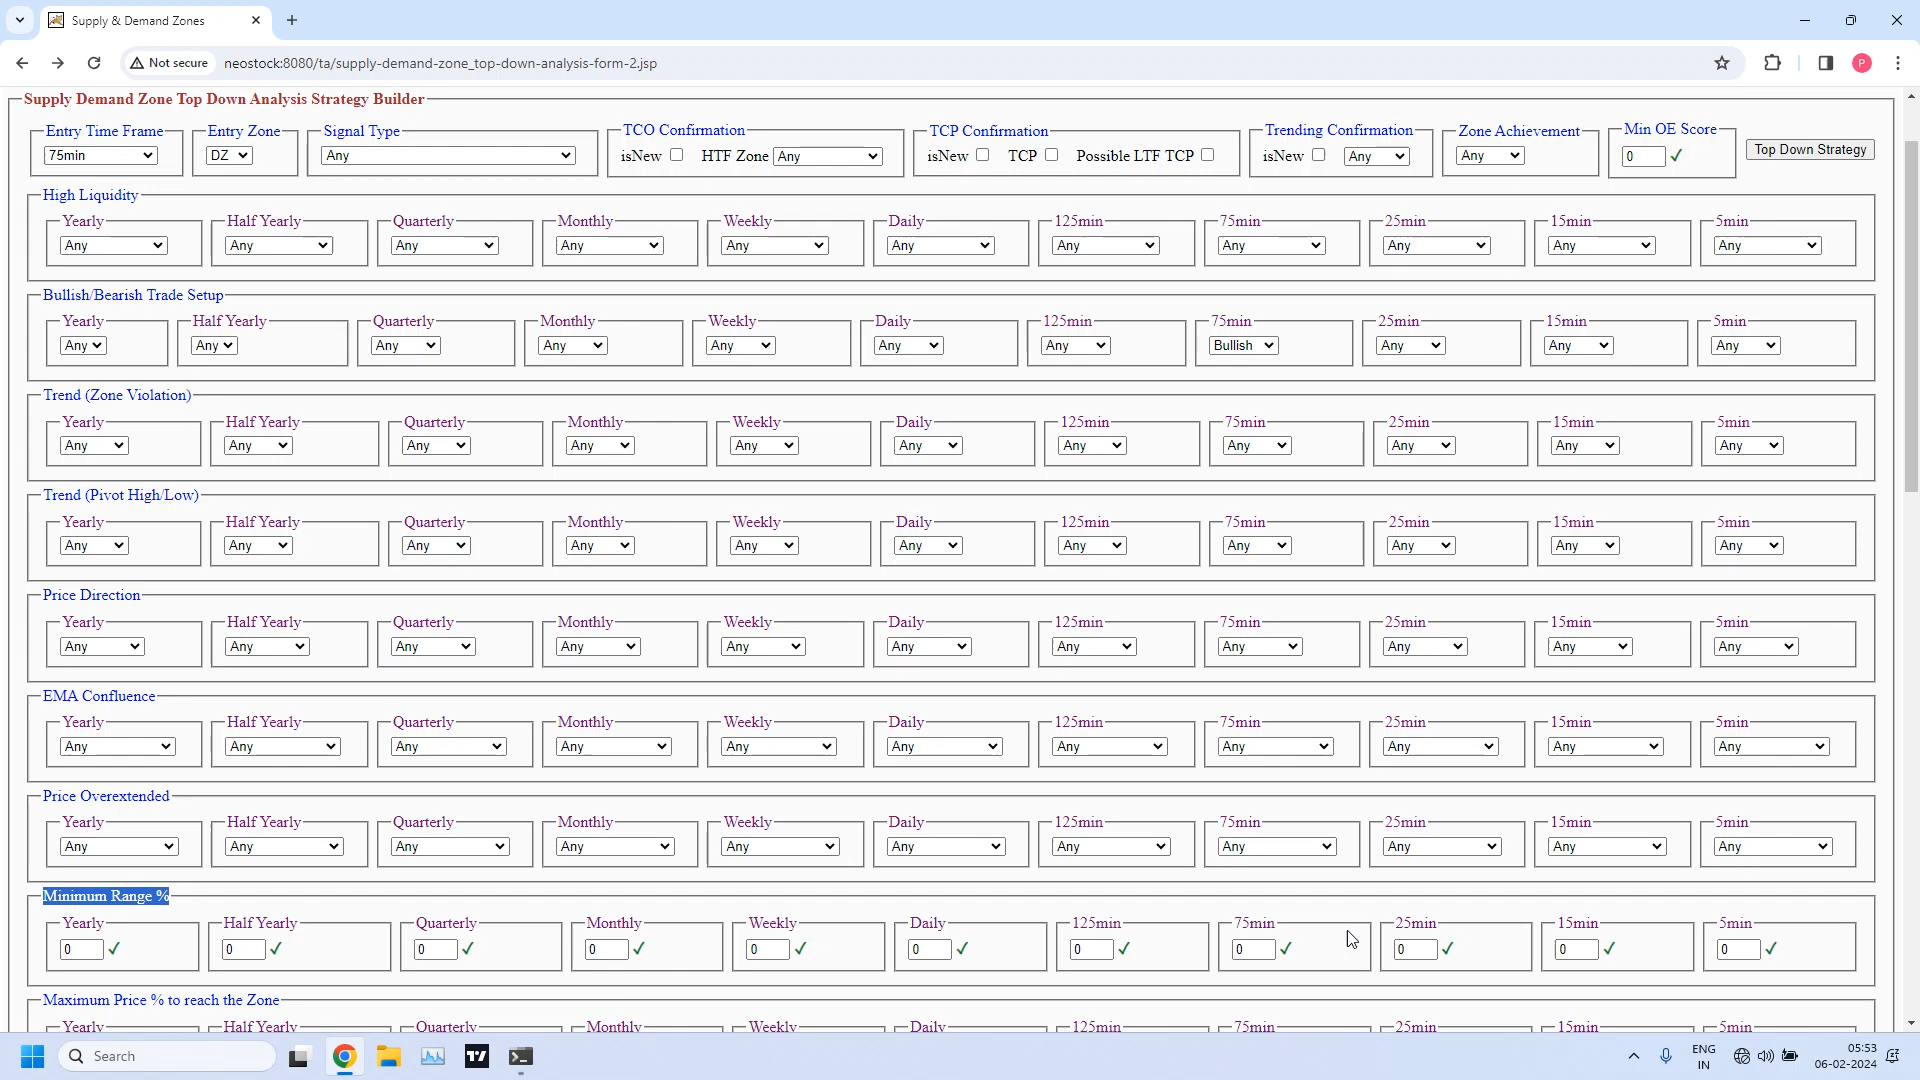 Supply & Demand Zones
Not secure
neostock:8080/ta/supply-demand-zone_top-down-analysis-form-2.jsp
P
Supply Demand Zone Top Down Analysis Strategy Builder
Entry Time Frame Entry Zone Signal Type TCO Confirmation TCP Confirmation Trending Confirmation Zone Achievement Min OE Score
75min DZ Any isNew HTF Zone Any isNew TCP Possible LTF TCP isNew Any Any 0 Top Down Strategy
High Liquidity
Yearly Half Yearly Quarterly Monthly Weekly Daily 125min 75min 25min 15min 5min
Any Any Any Any Any Any Any Any Any Any Any
Bullish/Bearish Trade Setup
Yearly Half Yearly Quarterly Monthly Weekly Daily 125min 75min 25min 15min 5min
Any Any Any Any Any Any Any Bullish Any Any Any
Trend (Zone Violation)
Yearly Half Yearly Quarterly Monthly Weekly Daily 125min 75min 25min 15min 5min
Any Any Any Any Any Any Any Any Any Any Any
Trend (Pivot High/Low)
Yearly Half Yearly Quarterly Monthly Weekly Daily 125min 75min 25min 15min 5min
Any Any Any Any Any Any Any Any Any Any Any
Price Direction
Yearly Half Yearly Quarterly Monthly Weekly Daily 125min 75min 25min 15min 5min
Any Any Any Any Any Any Any Any Any Any Any
EMA Confluence
Yearly Half Yearly Quarterly Monthly Weekly Daily 125min 75min 25min 15min 5min
Any Any Any Any Any Any Any Any Any Any Any
Price Overextended
Yearly Half Yearly Quarterly Monthly Weekly Daily 125min 75min 25min 15min 5min
Any Any Any Any Any Any Any Any Any Any Any
Minimum Range %
Yearly Half Yearly Quarterly Monthly Weekly Daily 125min 75min 25min 15min 5min
0 0 0 0 0 0 0 0 0 0 0
Maximum Price % to reach the Zone
Yearly Half Yearly Quarterly Monthly Weekly Daily 125min 75min 25min 15min 5min
Search
ENG
IN
05:53
06-02-2024